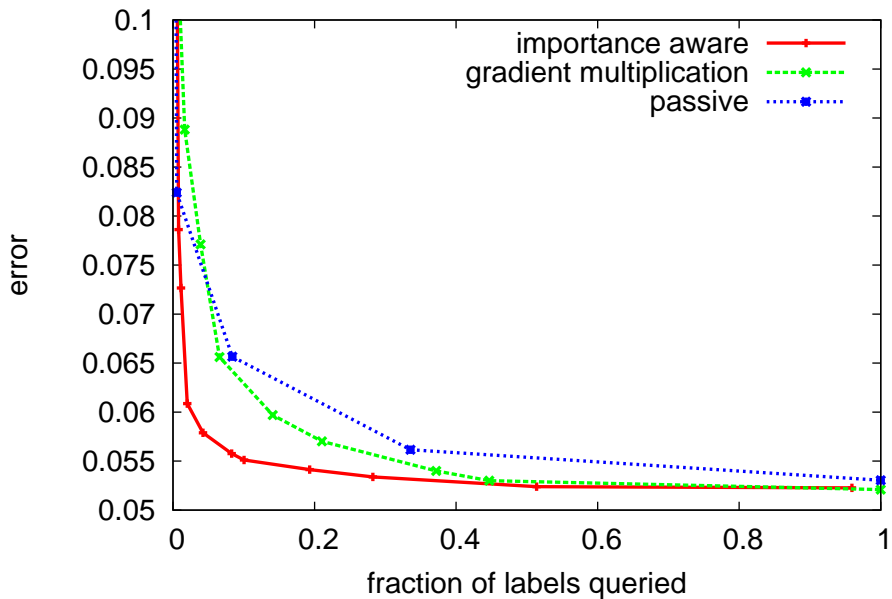 0.1
0.095
0.09
0.085
0.08
0.075
0.07
0.065
0.06
0.055
0.05
error
importance aware
gradient multiplication
passive
0 0.2 0.4 0.6 0.8 1
fraction of labels queried